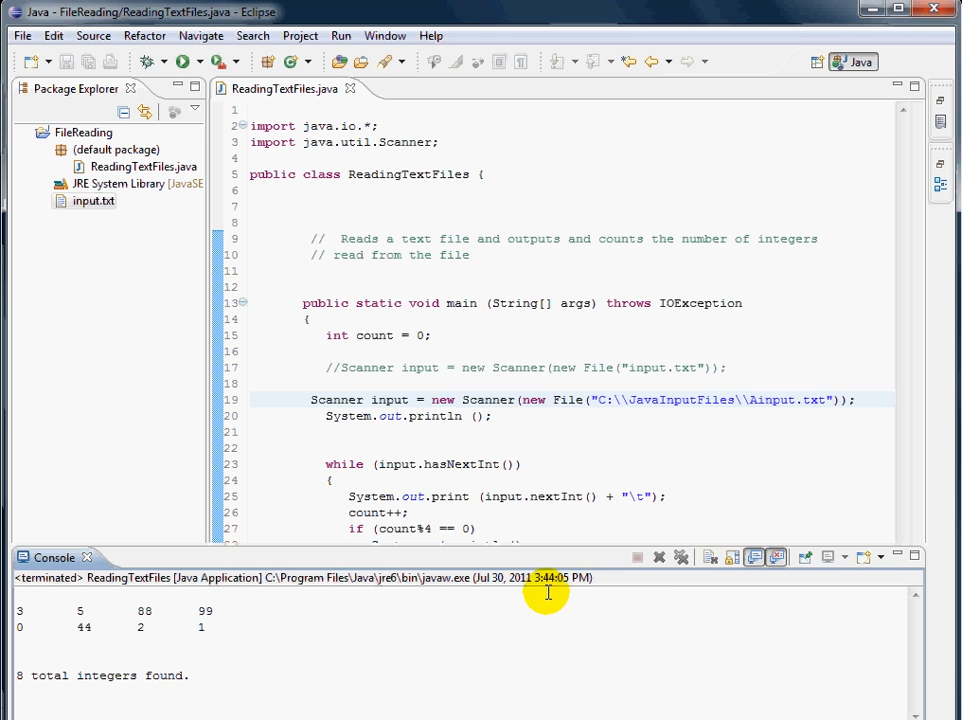 Java - FileReading/ReadingTextFiles.java - Eclipse
File Edit Source Refactor Navigate Search Project Run Window Help
Java
Package Explorer
ReadingTextFiles.java
FileReading
(default package)
ReadingTextFiles.java
JRE System Library [JavaSE
input.txt
1
2 import java.io.*;
3 import java.util.Scanner;
4
5 public class ReadingTextFiles {
6
7
8
9 // Reads a text file and outputs and counts the number of integers
10 // read from the file
11
12
13 public static void main (String[] args) throws IOException
14 {
15 int count = 0;
16
17 //Scanner input = new Scanner(new File("input.txt"));
18
19 Scanner input = new Scanner(new File("C:\\JavaInputFiles\\Ainput.txt"));
20 System.out.println ();
21
22
23 while (input.hasNextInt())
24 {
25 System.out.print (input.nextInt() + "\t");
26 count++;
27 if (count%4 == 0)
Console
<terminated> ReadingTextFiles [Java Application] C:\Program Files\Java\jre6\bin\javaw.exe (Jul 30, 2011 3:44:05 PM)
3 5 88 99
0 44 2 1
8 total integers found.